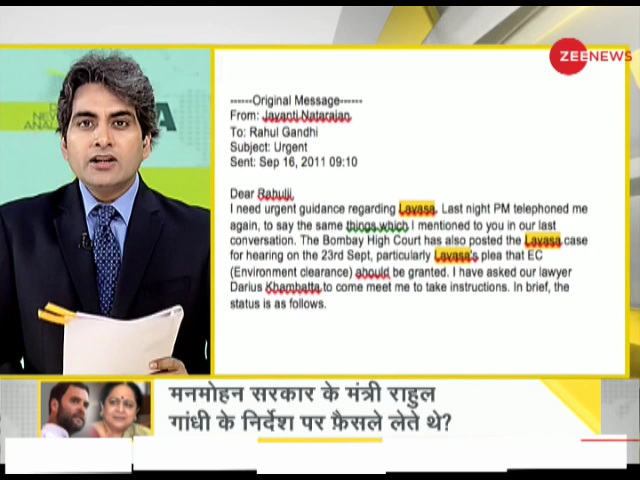 ZEENEWS
D
NEW
ANALY
A
------Original Message------
From: Jayanti Natarajan
To: Rahul Gandhi
Subject: Urgent
Sent: Sep 16, 2011 09:10
Dear Rahulji,
I need urgent guidance regarding Lavasa. Last night PM telephoned me
again, to say the same things which I mentioned to you in our last
conversation. The Bombay High Court has also posted the Lavasa case
for hearing on the 23rd Sept, particularly Lavasa's plea that EC
(Environment clearance) ahould be granted. I have asked our lawyer
Darius Khambatta to come meet me to take instructions. In brief, the
status is as follows.
मनमोहन सरकार के मंत्री राहुल
गांधी के निर्देश पर फ़ैसले लेते थे?